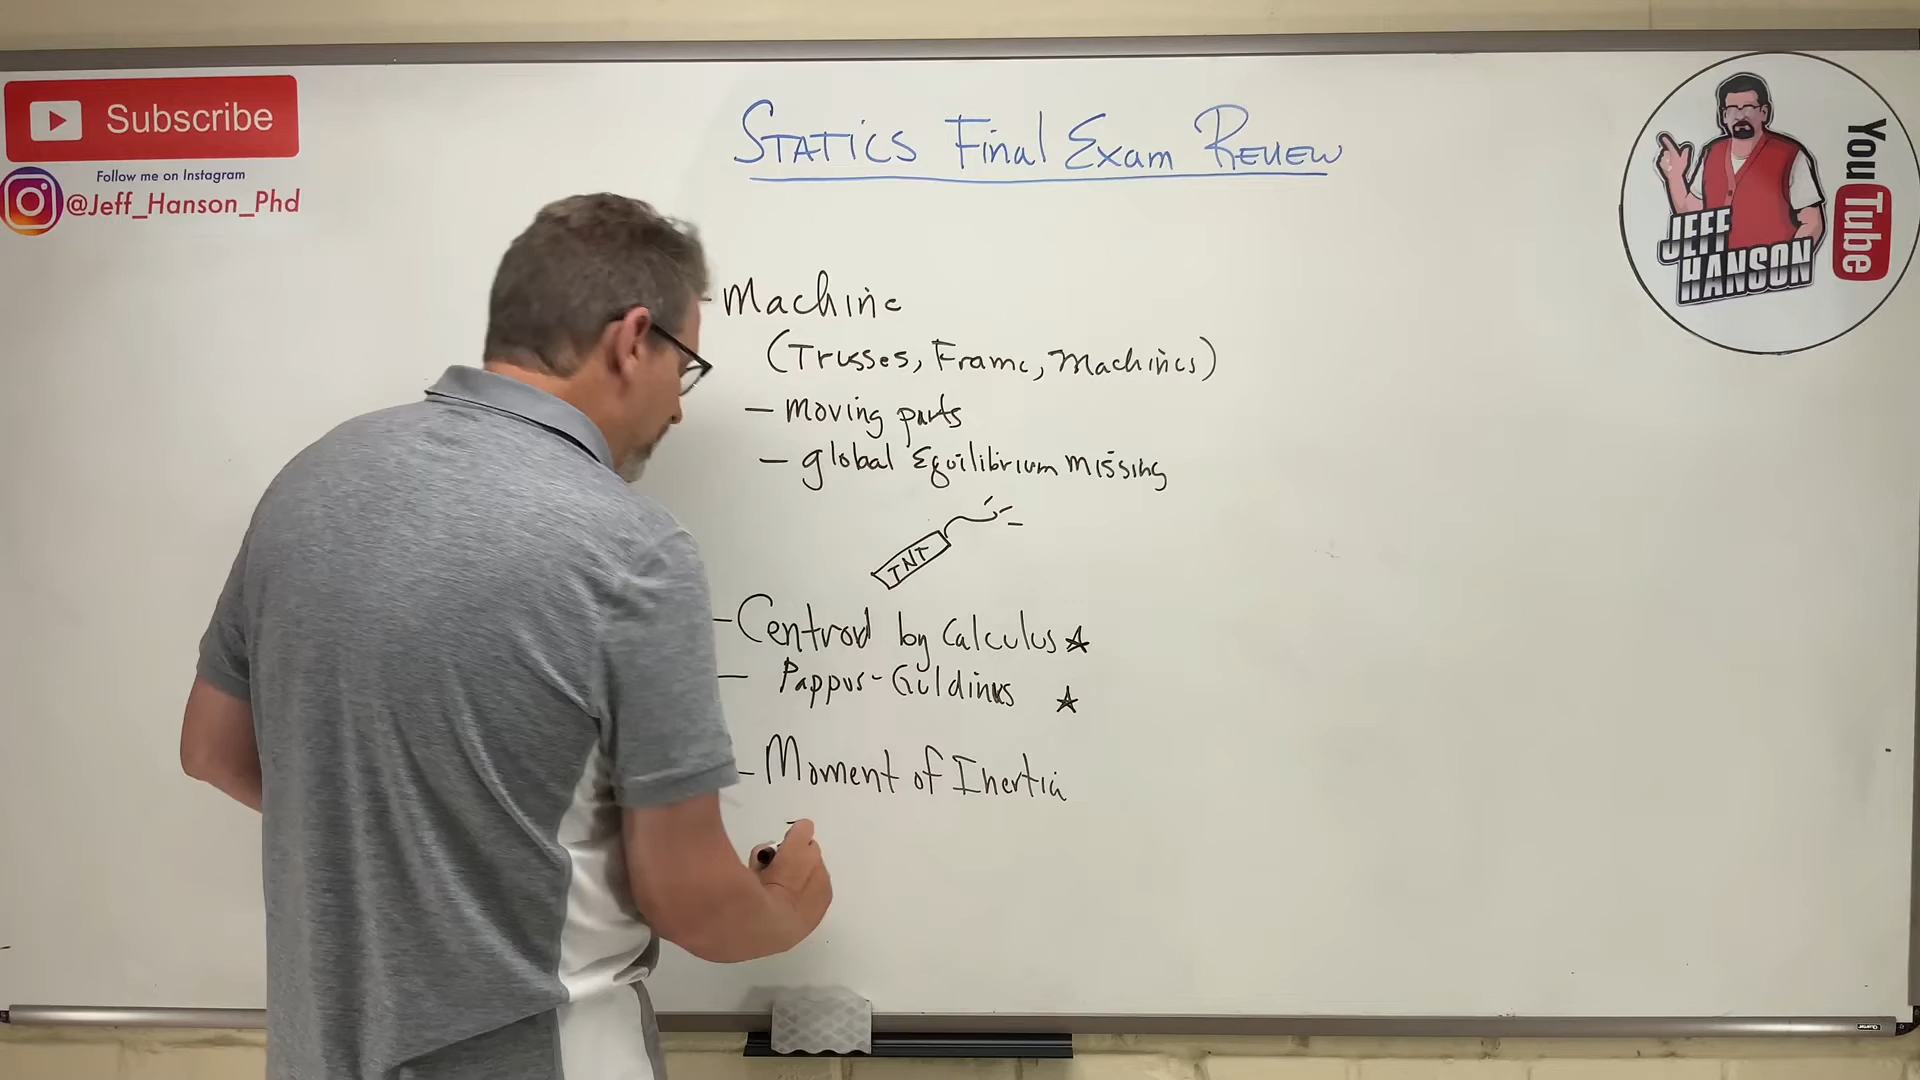 Subscribe
Follow me on Instagram
@Jeff_Hanson_Phd
STATICS Final Exam REVIEW
JEFF
HANSON
YouTube
- Machine
(Trusses, Frame, Machines)
- moving parts
- global Equilibrium missing
TNT
- Centroid by Calculus ★
- Pappus-Guldinus ★
- Moment of Inertia